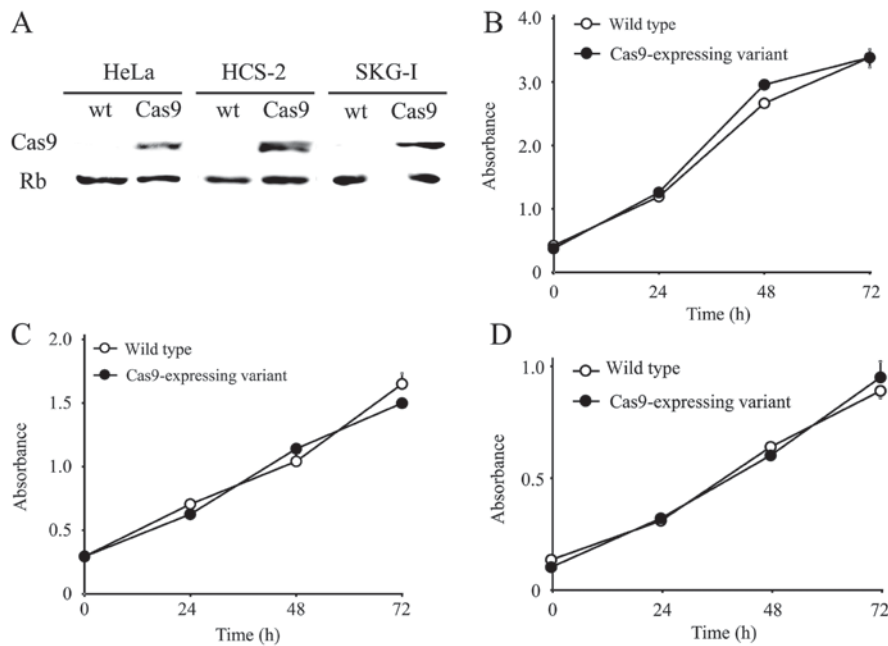 A
HeLa HCS-2 SKG-I
wt Cas9 wt Cas9 wt Cas9
Cas9
Rb
B
Wild type
Cas9-expressing variant
4.0
3.0
2.0
1.0
0
Absorbance
0 24 48 72
Time (h)
C
Wild type
Cas9-expressing variant
2.0
1.5
1.0
0.5
0
Absorbance
0 24 48 72
Time (h)
D
Wild type
Cas9-expressing variant
1.0
0.5
0
Absorbance
0 24 48 72
Time (h)